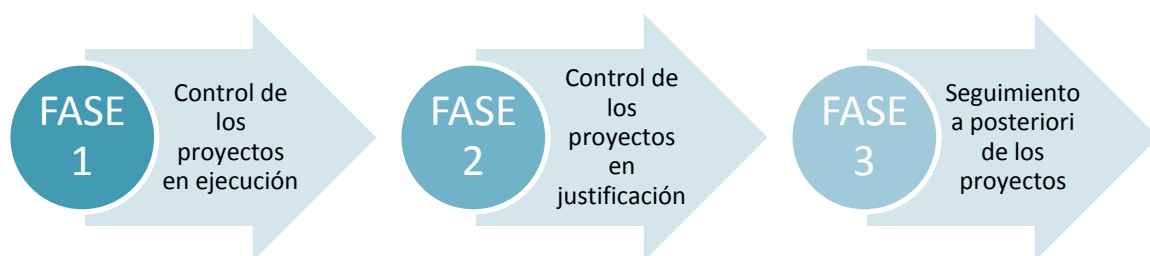 FASE
1
Control de
los
proyectos
en ejecución
FASE
2
Control de
los
proyectos
en
justificación
FASE
3
Seguimiento
a posteriori
de los
proyectos